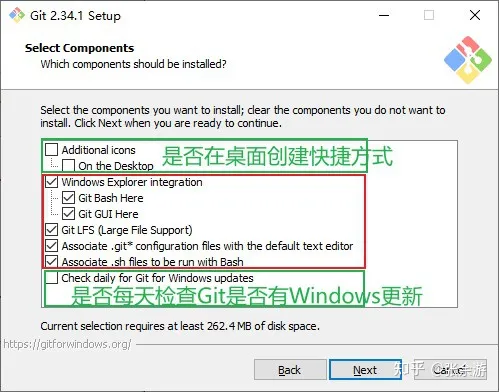 Git 2.34.1 Setup
Select Components
Which components should be installed?
Select the components you want to install; clear the components you do not want to
install. Click Next when you are ready to continue.
Additional icons
是否在桌面创建快捷方式
On the Desktop
Windows Explorer integration
Git Bash Here
Git GUI Here
Git LFS (Large File Support)
Associate .git* configuration files with the default text editor
Associate .sh files to be run with Bash
Check daily for Git for Windows updates
是否每天检查Git是否有Windows更新
Current selection requires at least 262.4 MB of disk space.
https://gitforwindows.org/
Back
Next
Cancel
知乎 @张宗游